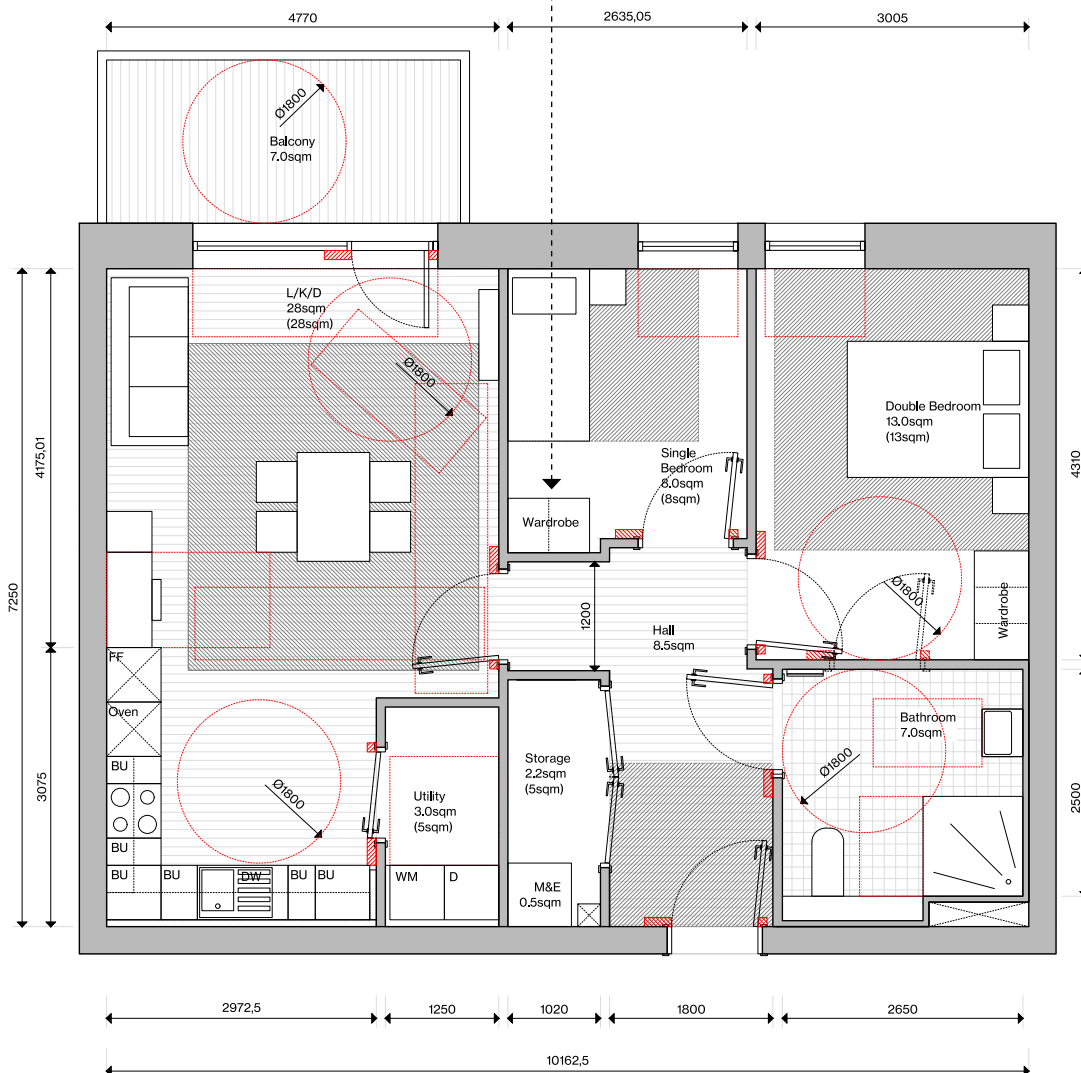 4770
2635,05
3005
Ø1800
Balcony
7.0sqm
L/K/D
28sqm
(28sqm)
Ø1800
Double Bedroom
13.0sqm
(13sqm)
Single
Bedroom
8.0sqm
(8sqm)
Wardrobe
4175,01
4310
7250
1200
Hall
8.5sqm
Ø1800
Wardrobe
FF
Oven
BU
BU
BU
BU
DW
BU
BU
Ø1800
3075
Utility
3.0sqm
(5sqm)
WM
D
Storage
2.2sqm
(5sqm)
M&E
0.5sqm
Bathroom
7.0sqm
Ø1800
2500
2972,5
1250
1020
1800
2650
10162,5